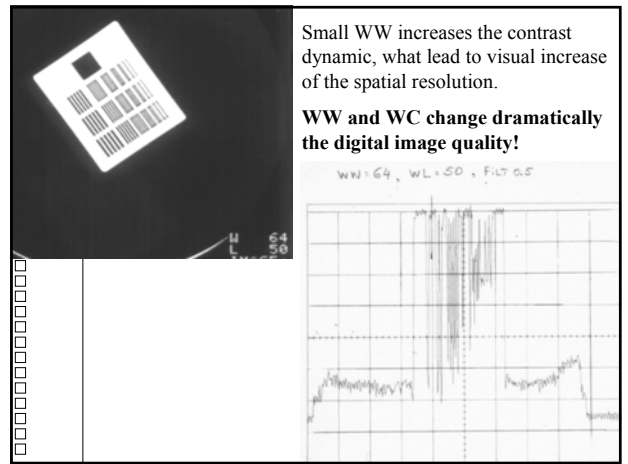 Small WW increases the contrast
dynamic, what lead to visual increase
of the spatial resolution.
WW and WC change dramatically
the digital image quality!
WW=64, WL=50, FILT 0.5
W 64
L 50